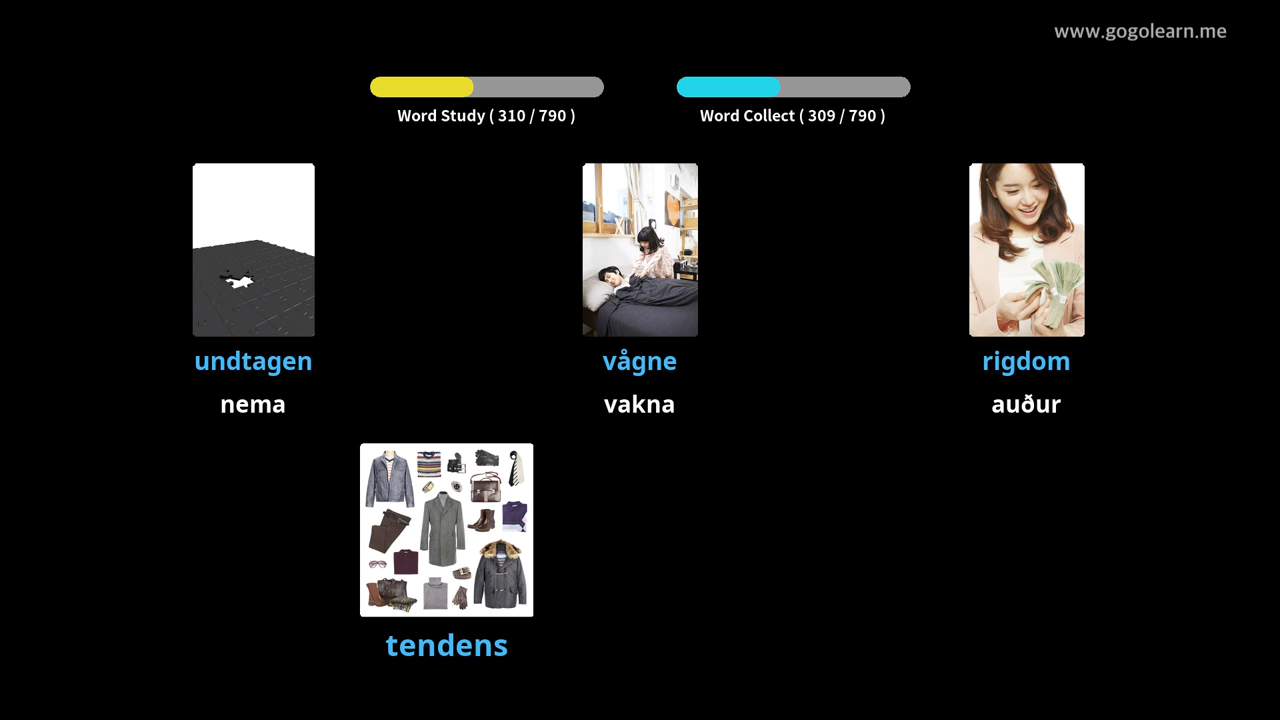 www.gogolearn.me
Word Study ( 310 / 790 )
Word Collect ( 309 / 790 )
undtagen
vågne
rigdom
nema
vakna
auður
tendens